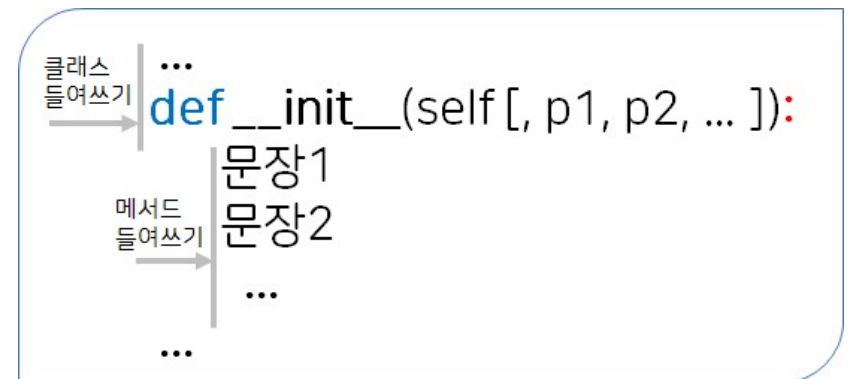 클래스
들여쓰기
...
def __init__(self [, p1, p2, ... ]):
문장1
문장2
메서드
들여쓰기
...
...